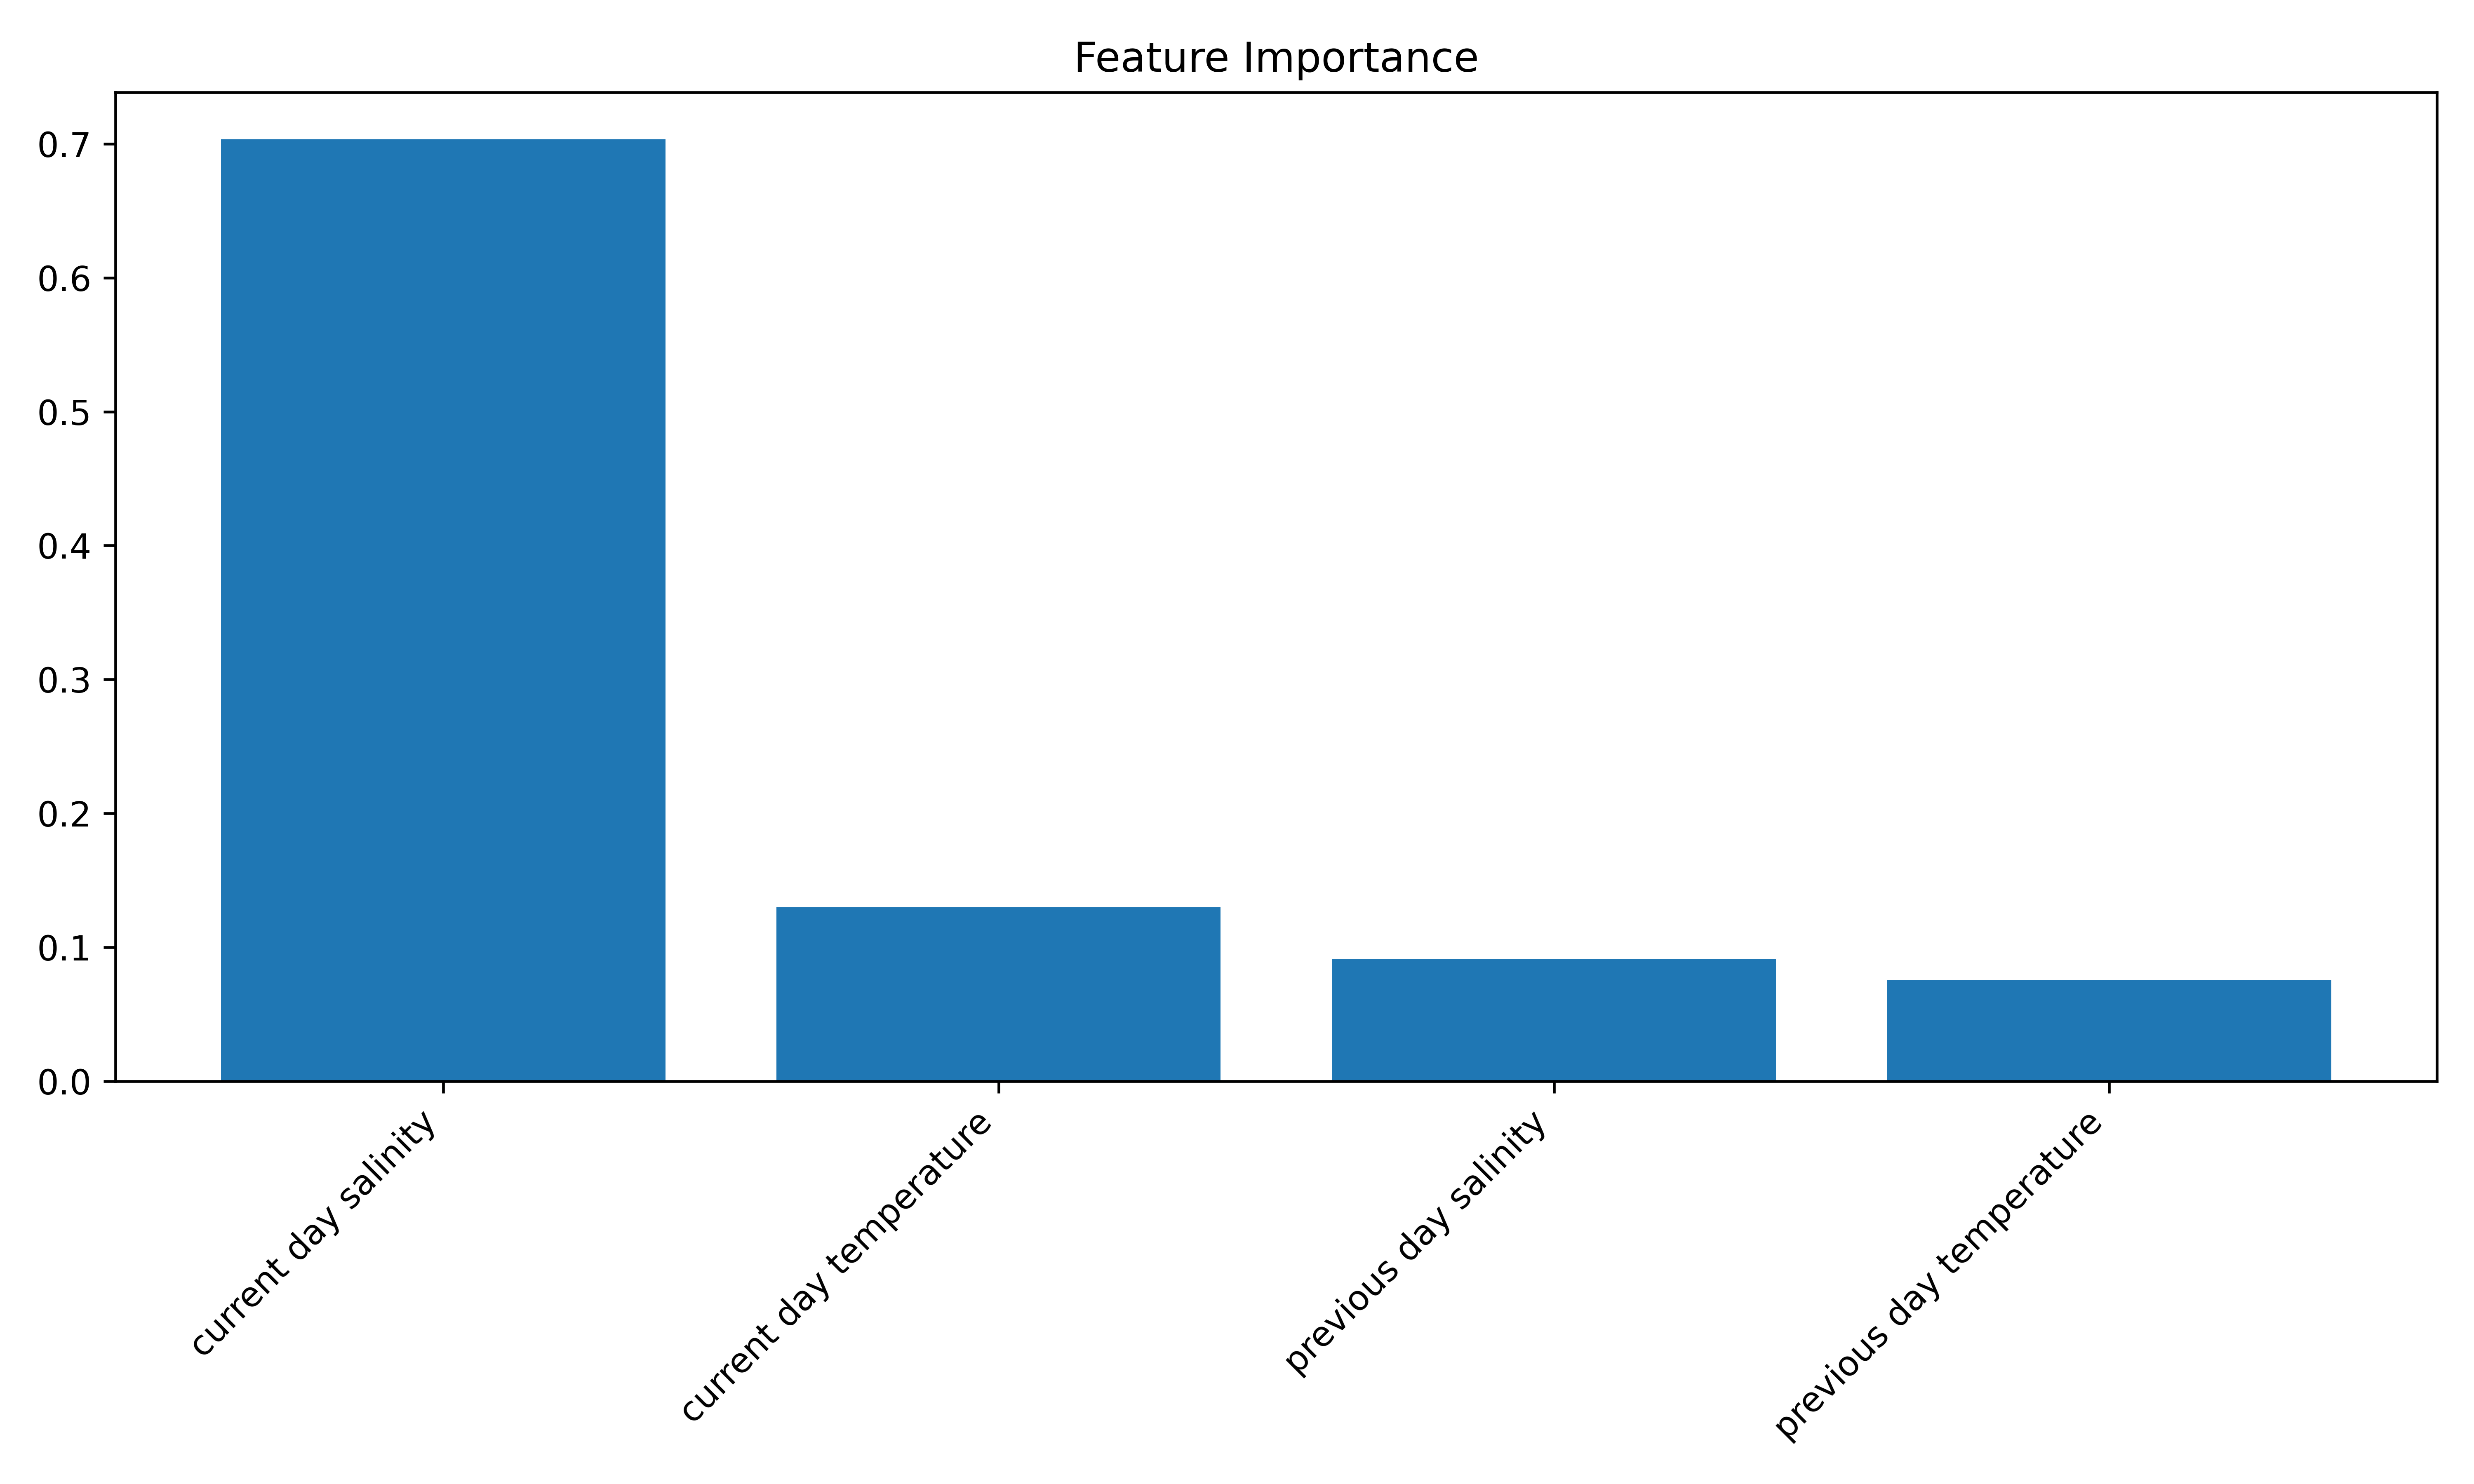 Feature Importance
0.7
0.6
0.5
0.4
0.3
0.2
0.1
0.0
current day salinity
current day temperature
previous day salinity
previous day temperature